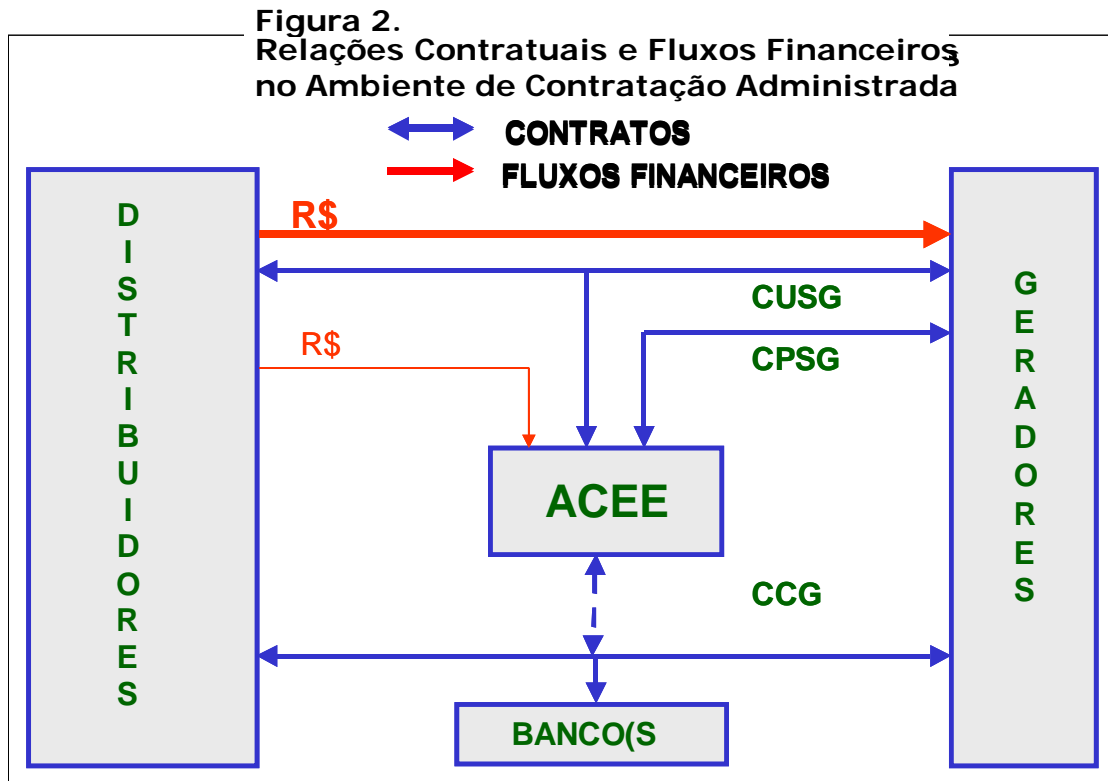 Figura 2.
Relações Contratuais e Fluxos Financeiros
no Ambiente de Contratação Administrada
CONTRATOS
FLUXOS FINANCEIROS
DISTRIBUIDORES
R$
CUSG
R$
CPSG
ACEE
CCG
BANCO(S
GERADORES